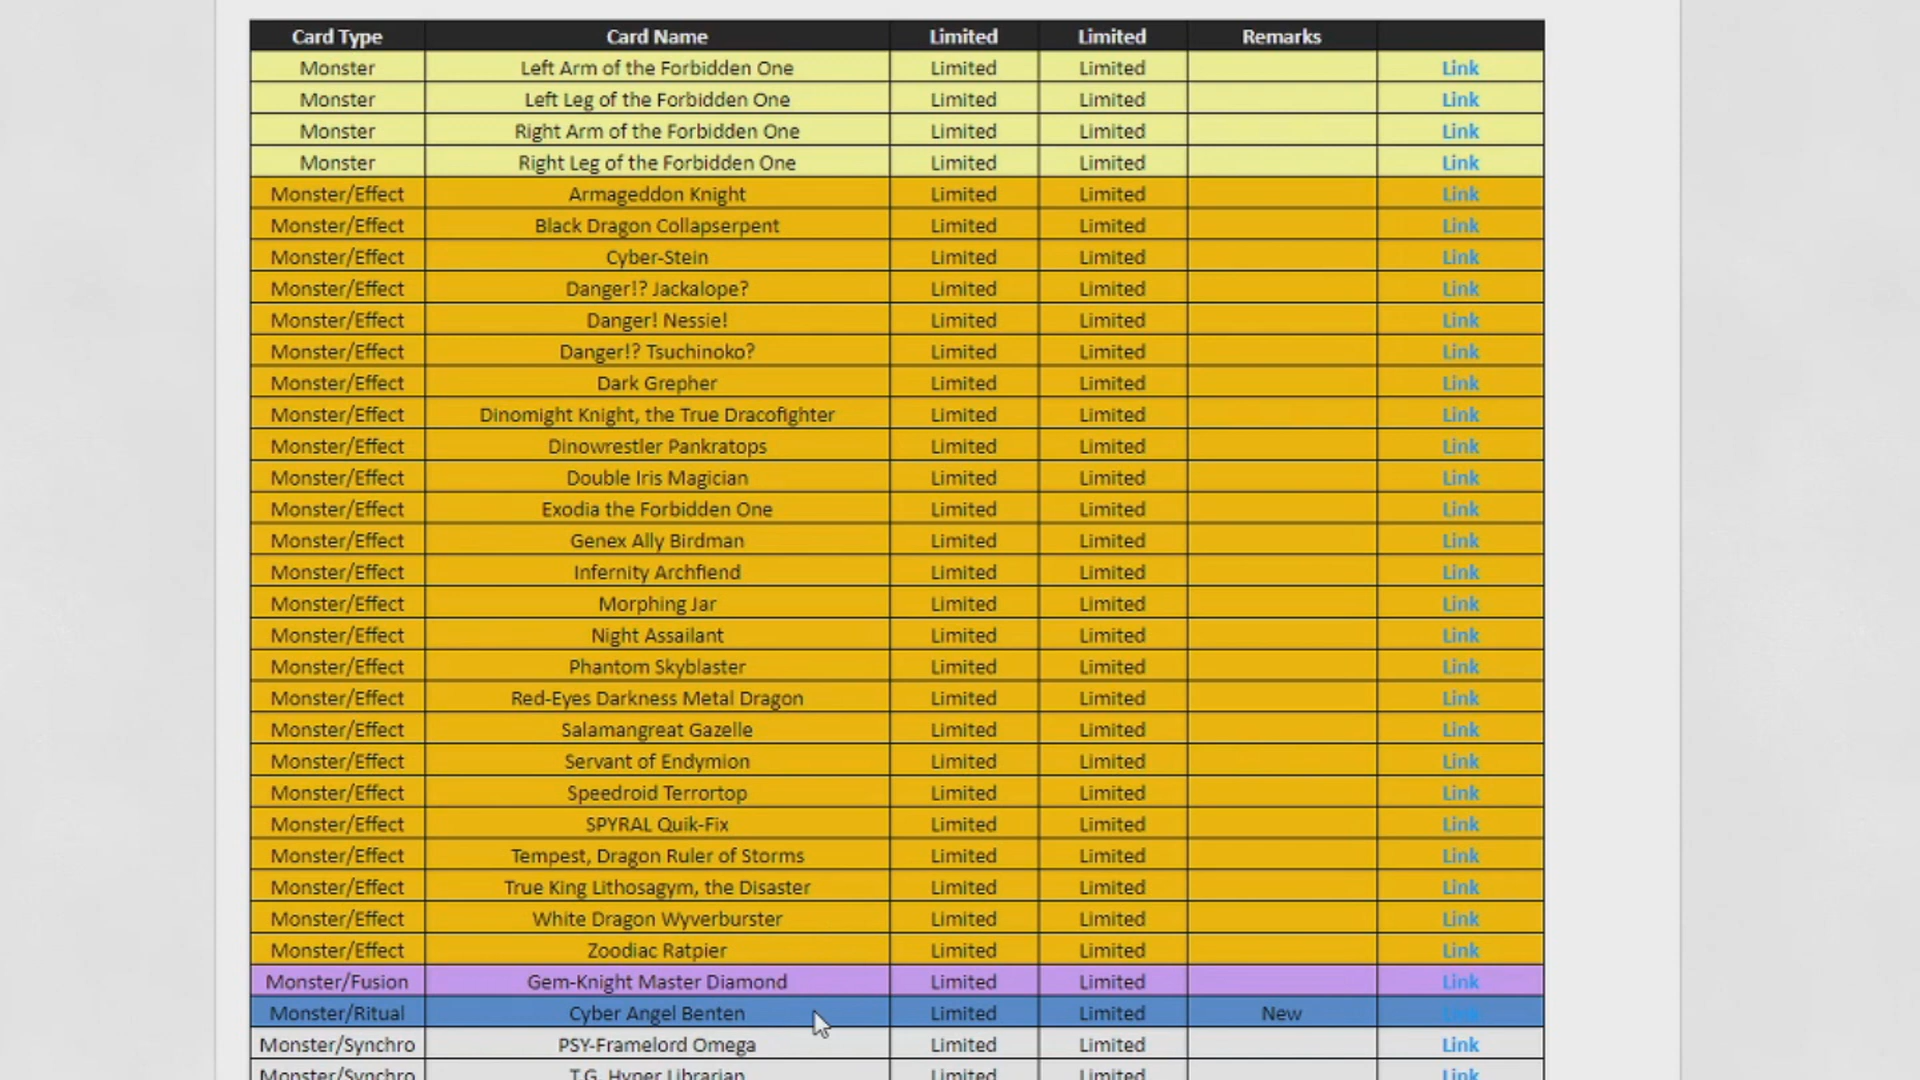 Card Type Card Name Limited Limited Remarks
Monster Left Arm of the Forbidden One Limited Limited Link
Monster Left Leg of the Forbidden One Limited Limited Link
Monster Right Arm of the Forbidden One Limited Limited Link
Monster Right Leg of the Forbidden One Limited Limited Link
Monster/Effect Armageddon Knight Limited Limited Link
Monster/Effect Black Dragon Collapserpent Limited Limited Link
Monster/Effect Cyber-Stein Limited Limited Link
Monster/Effect Danger!? Jackalope? Limited Limited Link
Monster/Effect Danger! Nessie! Limited Limited Link
Monster/Effect Danger!? Tsuchinoko? Limited Limited Link
Monster/Effect Dark Grepher Limited Limited Link
Monster/Effect Dinomight Knight, the True Dracofighter Limited Limited Link
Monster/Effect Dinowrestler Pankratops Limited Limited Link
Monster/Effect Double Iris Magician Limited Limited Link
Monster/Effect Exodia the Forbidden One Limited Limited Link
Monster/Effect Genex Ally Birdman Limited Limited Link
Monster/Effect Infernity Archfiend Limited Limited Link
Monster/Effect Morphing Jar Limited Limited Link
Monster/Effect Night Assailant Limited Limited Link
Monster/Effect Phantom Skyblaster Limited Limited Link
Monster/Effect Red-Eyes Darkness Metal Dragon Limited Limited Link
Monster/Effect Salamangreat Gazelle Limited Limited Link
Monster/Effect Servant of Endymion Limited Limited Link
Monster/Effect Speedroid Terrortop Limited Limited Link
Monster/Effect SPYRAL Quik-Fix Limited Limited Link
Monster/Effect Tempest, Dragon Ruler of Storms Limited Limited Link
Monster/Effect True King Lithosagym, the Disaster Limited Limited Link
Monster/Effect White Dragon Wyverburster Limited Limited Link
Monster/Effect Zoodiac Ratpier Limited Limited Link
Monster/Fusion Gem-Knight Master Diamond Limited Limited Link
Monster/Ritual Cyber Angel Benten Limited Limited New Link
Monster/Synchro PSY-Framelord Omega Limited Limited Link
Monster/Synchro T.G. Hyper Librarian Limited Limited Link